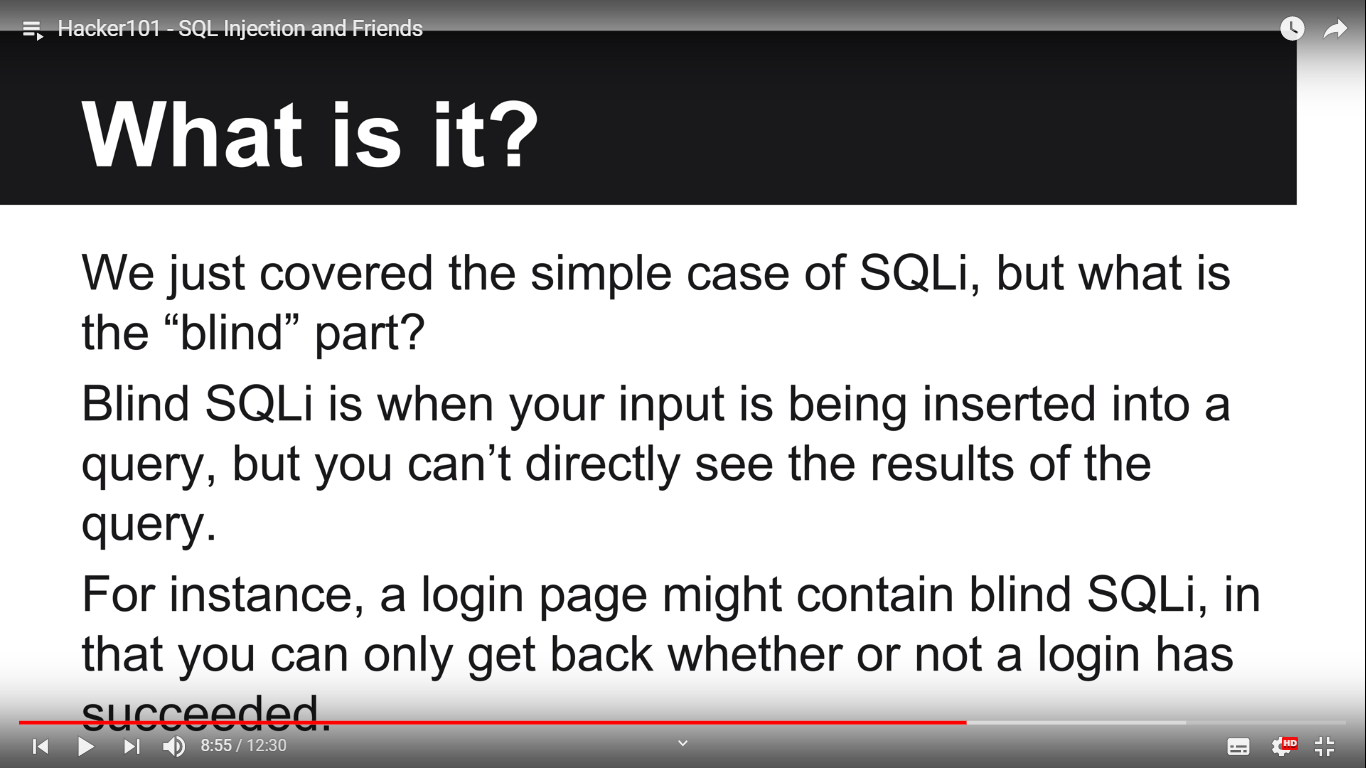 Hacker101 - SQL Injection and Friends
What is it?
We just covered the simple case of SQLi, but what is
the “blind” part?
Blind SQLi is when your input is being inserted into a
query, but you can’t directly see the results of the
query.
For instance, a login page might contain blind SQLi, in
that you can only get back whether or not a login has
succeeded.
8:55 / 12:30
HD